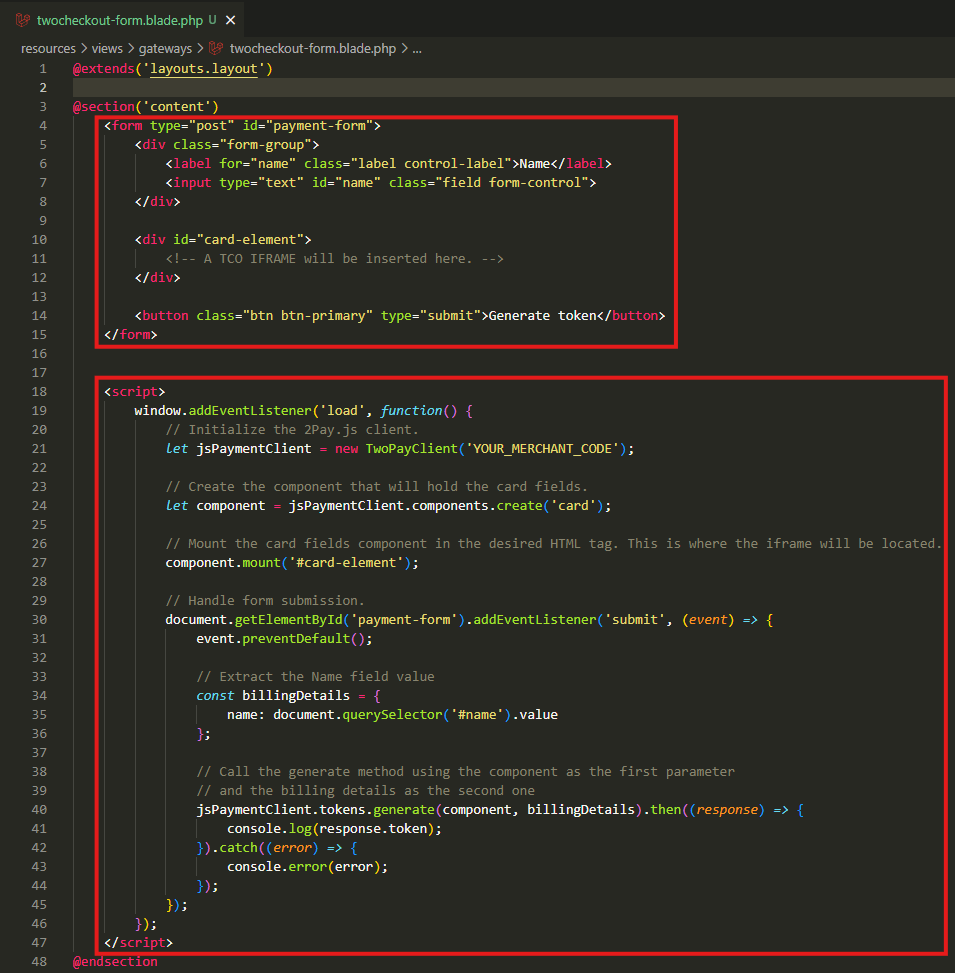 twocheckout-form.blade.php U ×
resources > views > gateways > twocheckout-form.blade.php > ...
1 @extends('layouts.layout')
2
3 @section('content')
4 <form type="post" id="payment-form">
5 <div class="form-group">
6 <label for="name" class="label control-label">Name</label>
7 <input type="text" id="name" class="field form-control">
8 </div>
9
10 <div id="card-element">
11 <!-- A TCO IFRAME will be inserted here. -->
12 </div>
13
14 <button class="btn btn-primary" type="submit">Generate token</button>
15 </form>
16
17
18 <script>
19 window.addEventListener('load', function() {
20 // Initialize the 2Pay.js client.
21 let jsPaymentClient = new TwoPayClient('YOUR_MERCHANT_CODE');
22
23 // Create the component that will hold the card fields.
24 let component = jsPaymentClient.components.create('card');
25
26 // Mount the card fields component in the desired HTML tag. This is where the iframe will be located.
27 component.mount('#card-element');
28
29 // Handle form submission.
30 document.getElementById('payment-form').addEventListener('submit', (event) => {
31 event.preventDefault();
32
33 // Extract the Name field value
34 const billingDetails = {
35 name: document.querySelector('#name').value
36 };
37
38 // Call the generate method using the component as the first parameter
39 // and the billing details as the second one
40 jsPaymentClient.tokens.generate(component, billingDetails).then((response) => {
41 console.log(response.token);
42 }).catch((error) => {
43 console.error(error);
44 });
45 });
46 });
47 </script>
48 @endsection